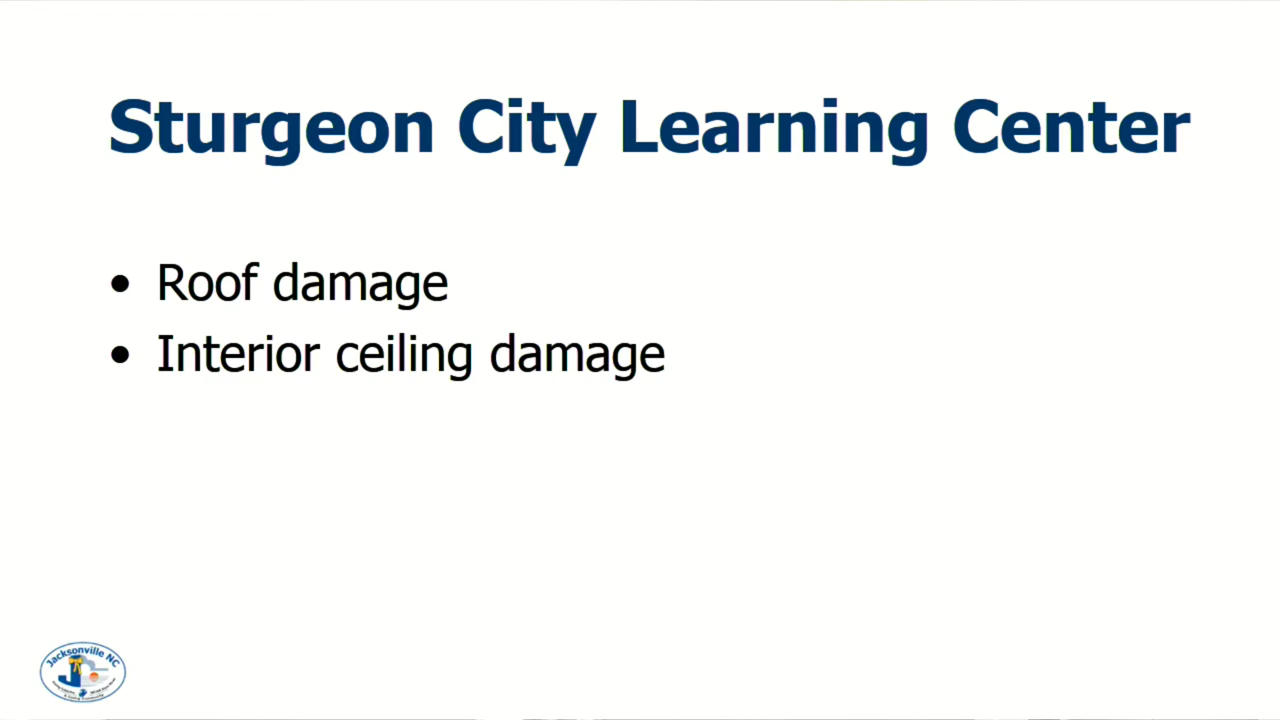 Sturgeon City Learning Center
• Roof damage
• Interior ceiling damage
Jacksonville NC